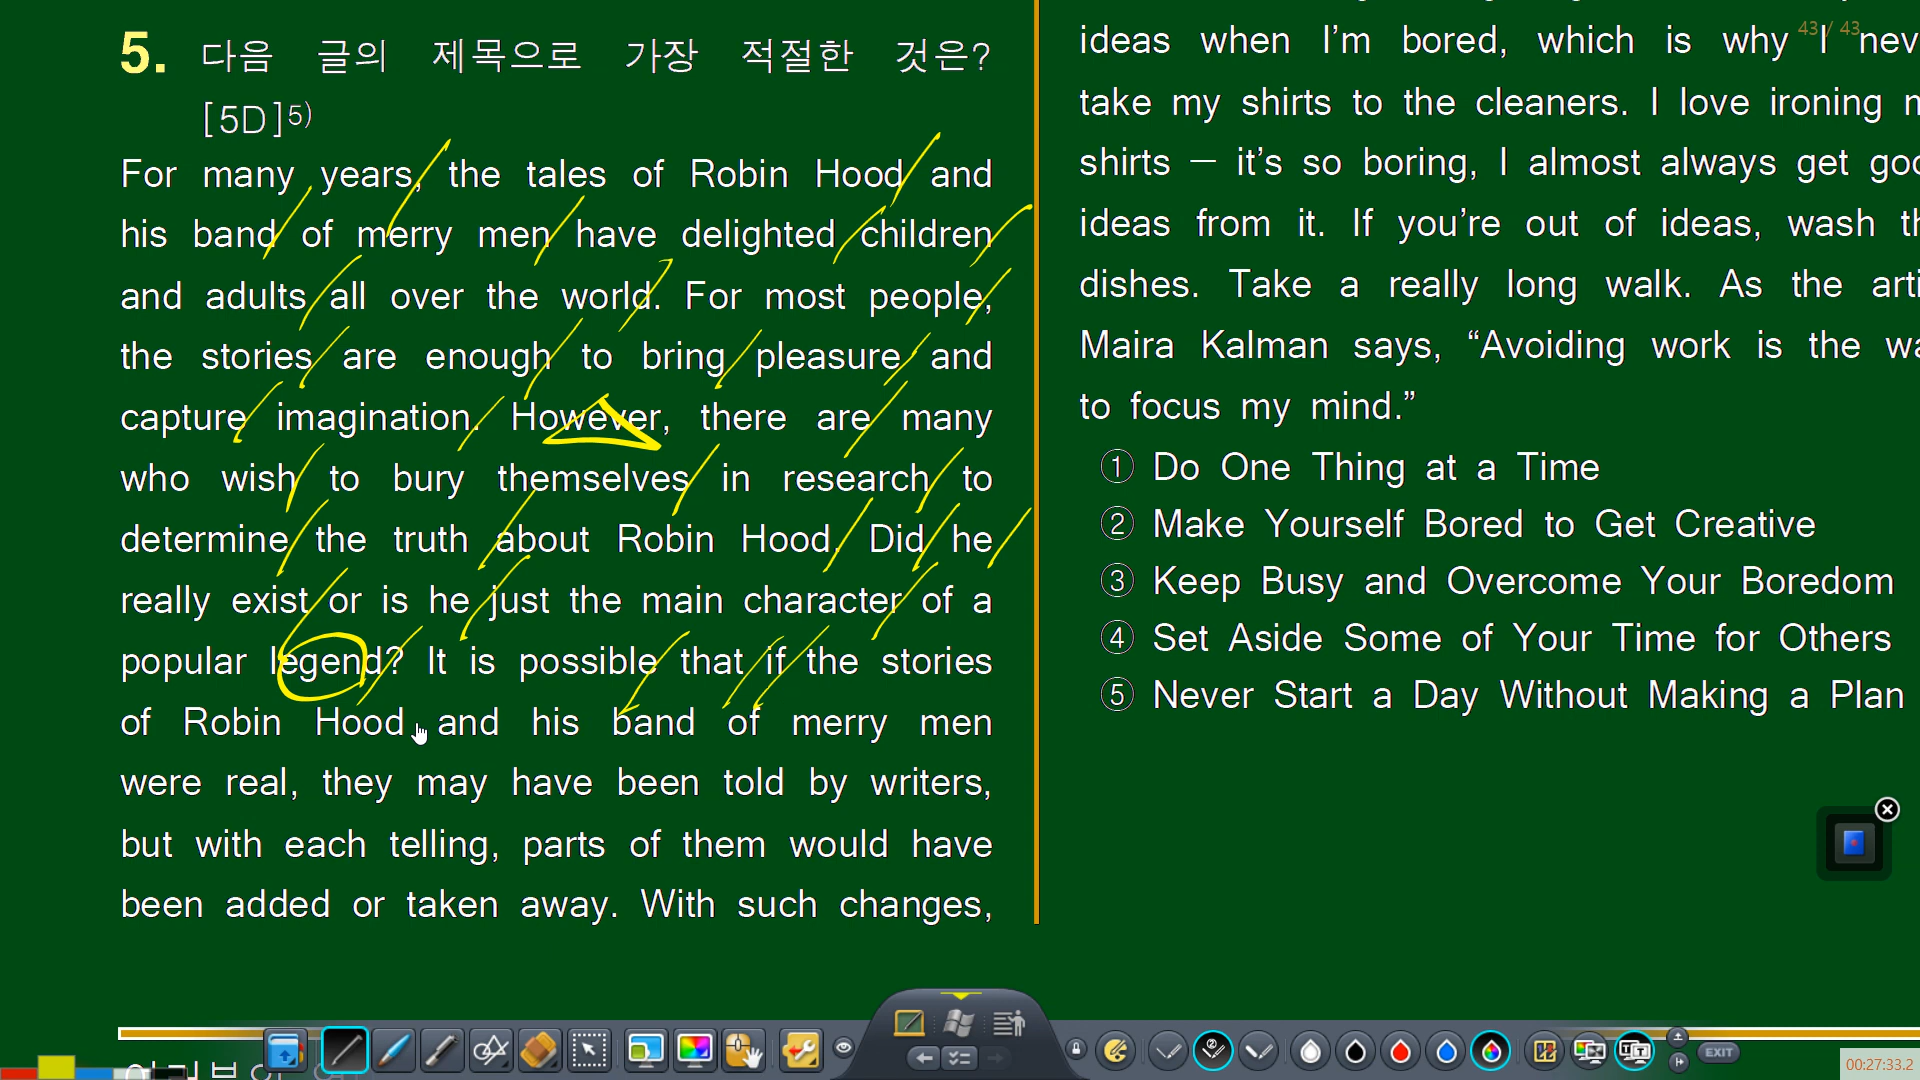 5. 다음 글의 제목으로 가장 적절한 것은?
[5D]5)
For many years, the tales of Robin Hood and
his band of merry men have delighted children
and adults all over the world. For most people,
the stories are enough to bring pleasure and
capture imagination. However, there are many
who wish to bury themselves in research to
determine the truth about Robin Hood. Did he
really exist or is he just the main character of a
popular legend? It is possible that if the stories
of Robin Hood and his band of merry men
were real, they may have been told by writers,
but with each telling, parts of them would have
been added or taken away. With such changes,
43 / 43
ideas when I’m bored, which is why I
take my shirts to the cleaners. I love ironing
shirts — it’s so boring, I almost always get
ideas from it. If you’re out of ideas, wash
dishes. Take a really long walk. As the
Maira Kalman says, “Avoiding work is the
to focus my mind.”
① Do One Thing at a Time
② Make Yourself Bored to Get Creative
③ Keep Busy and Overcome Your Boredom
④ Set Aside Some of Your Time for Others
⑤ Never Start a Day Without Making a Plan
EXIT
00:27:33.2